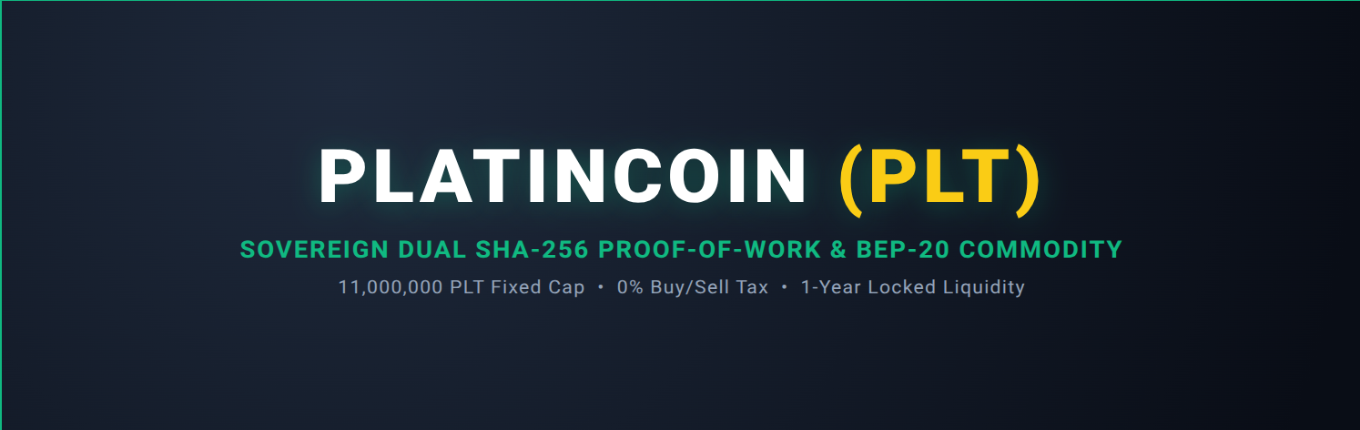 PLATINCOIN (PLT)
SOVEREIGN DUAL SHA-256 PROOF-OF-WORK & BEP-20 COMMODITY
11,000,000 PLT Fixed Cap • 0% Buy/Sell Tax • 1-Year Locked Liquidity